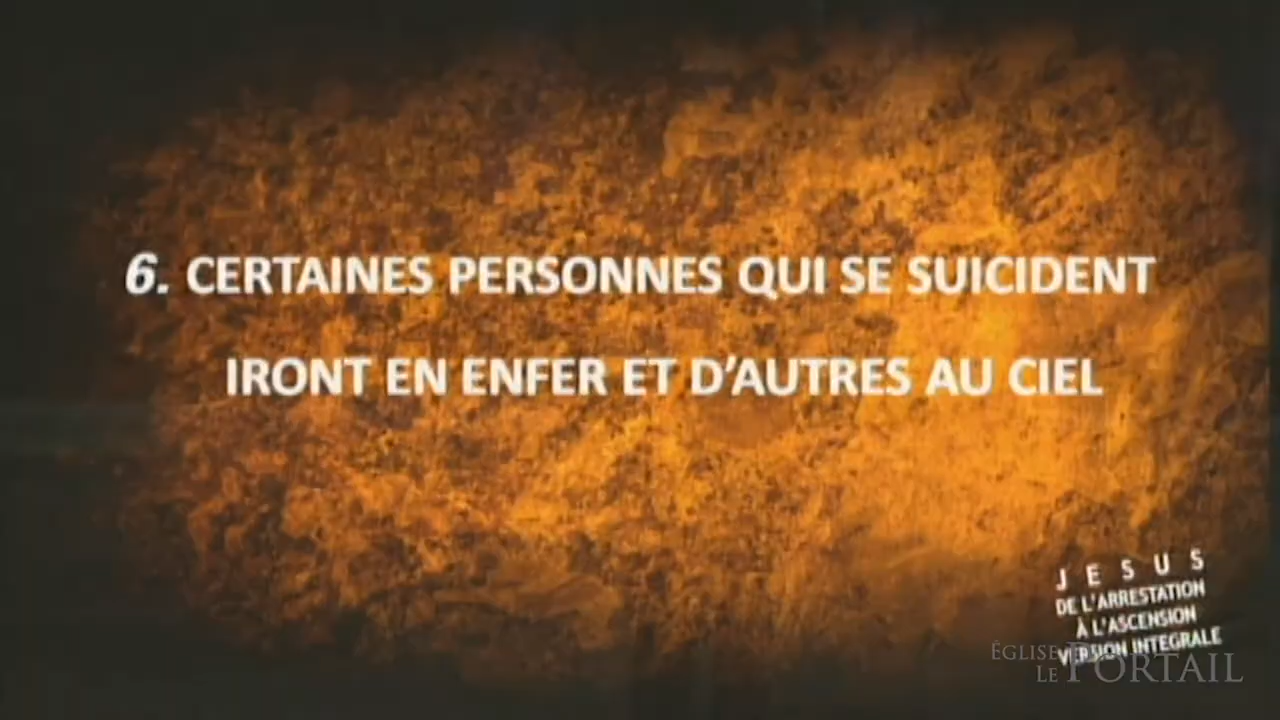 6. CERTAINES PERSONNES QUI SE SUICIDENT
IRONT EN ENFER ET D'AUTRES AU CIEL
JESUS
DE L'ARRESTATION
À L'ASCENSION
VERSION INTEGRALE
ÉGLISE
LE PORTAIL